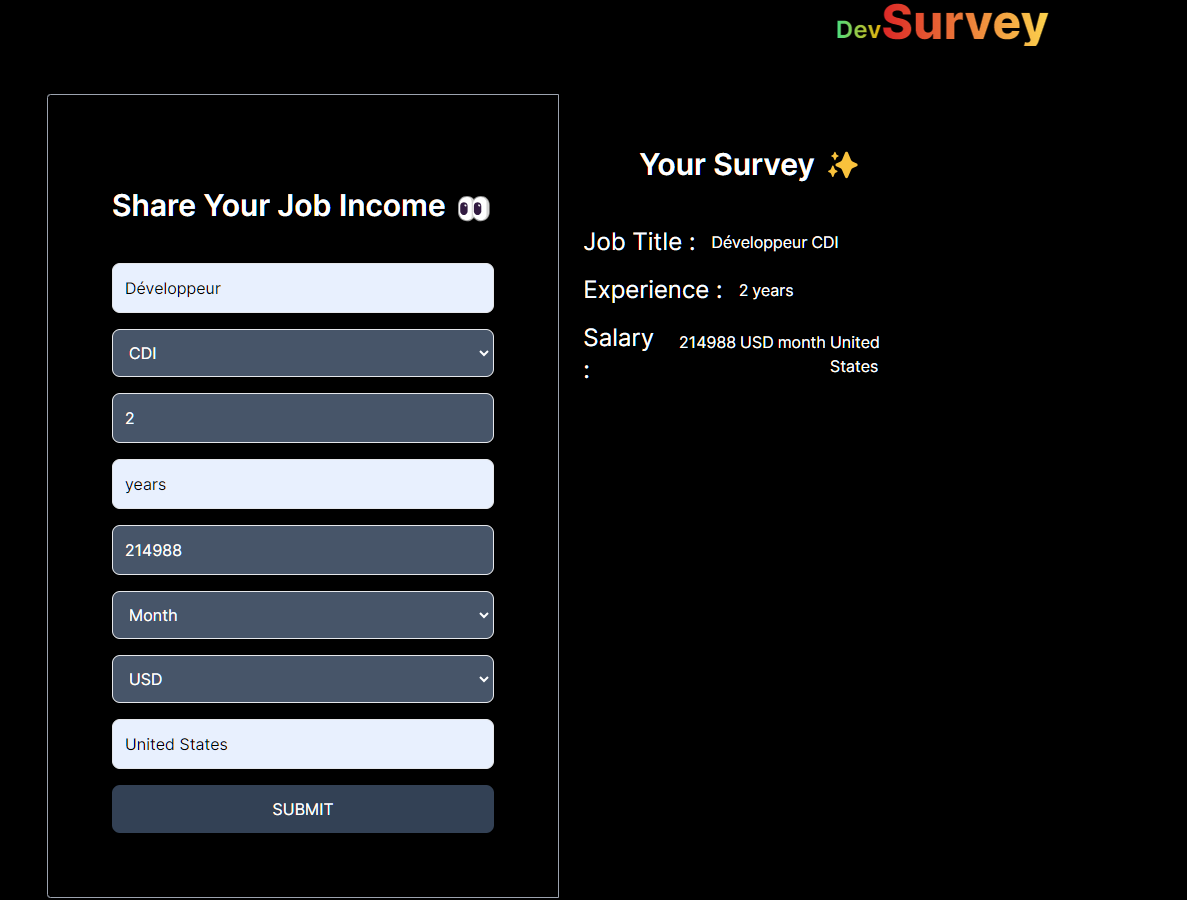 DevSurvey
Share Your Job Income 👀
Développeur
CDI
2
years
214988
Month
USD
United States
SUBMIT
Your Survey ✨
Job Title : Développeur CDI
Experience : 2 years
Salary : 214988 USD month United
States